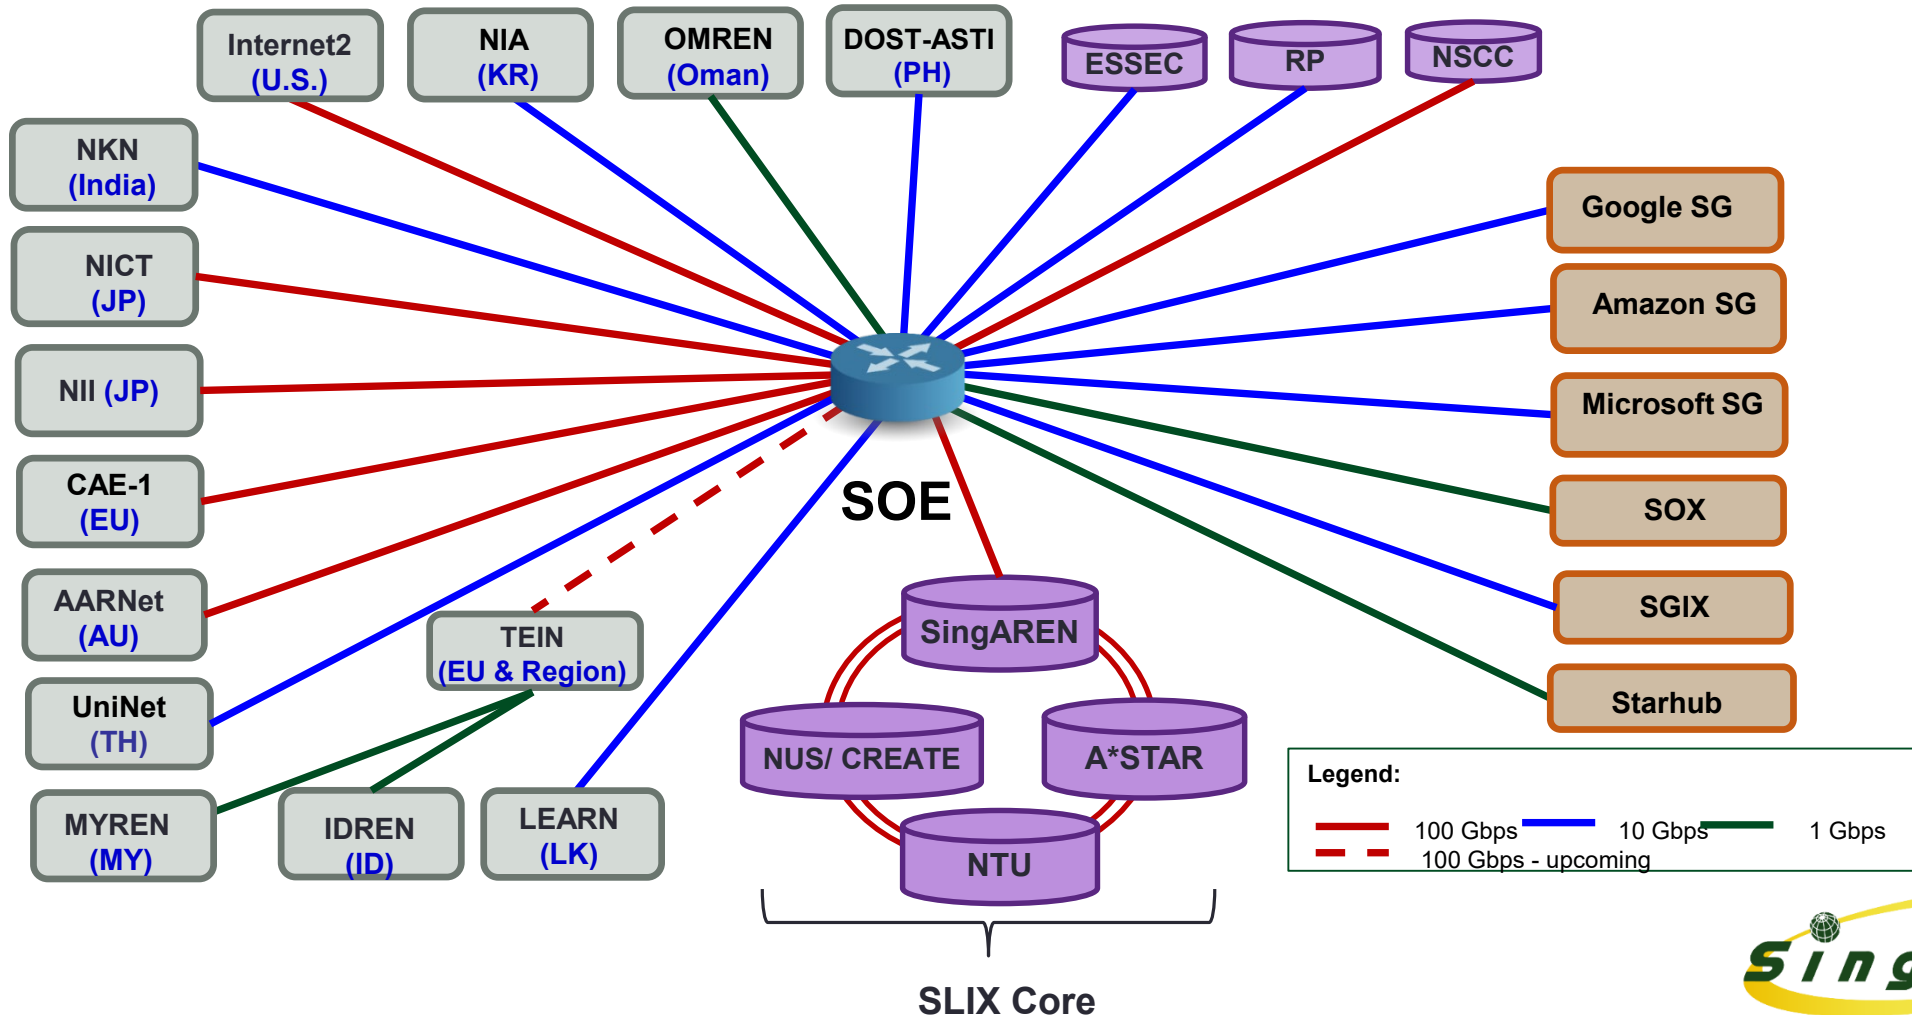 Internet2
(U.S.)
NIA
(KR)
OMREN
(Oman)
DOST-ASTI
(PH)
ESSEC
RP
NSCC
NKN
(India)
NICT
(JP)
NII (JP)
CAE-1
(EU)
AARNet
(AU)
UniNet
(TH)
MYREN
(MY)
IDREN
(ID)
LEARN
(LK)
TEIN
(EU & Region)
SOE
SingAREN
NUS/ CREATE
A*STAR
NTU
SLIX Core
Google SG
Amazon SG
Microsoft SG
SOX
SGIX
Starhub
Legend:
100 Gbps 10 Gbps 1 Gbps
100 Gbps - upcoming
Sing